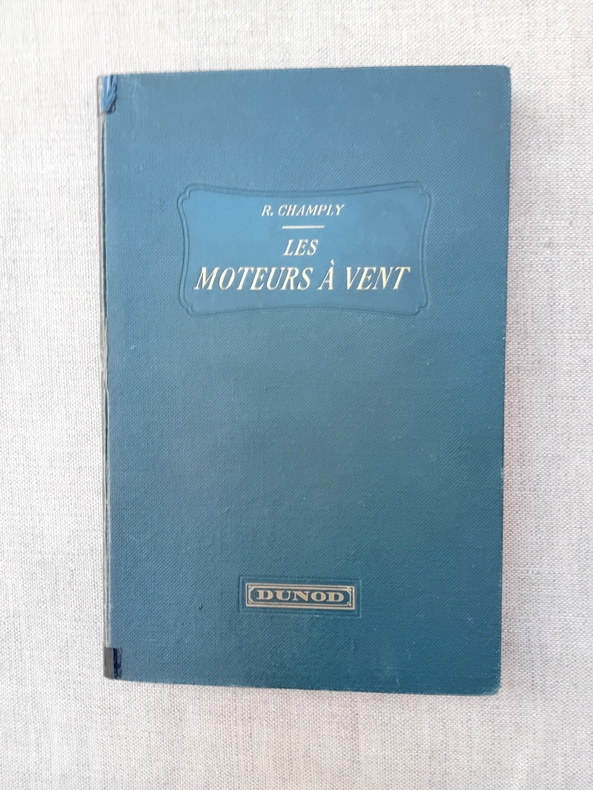 R. CHAMPLY
LES
MOTEURS À VENT
DUNOD